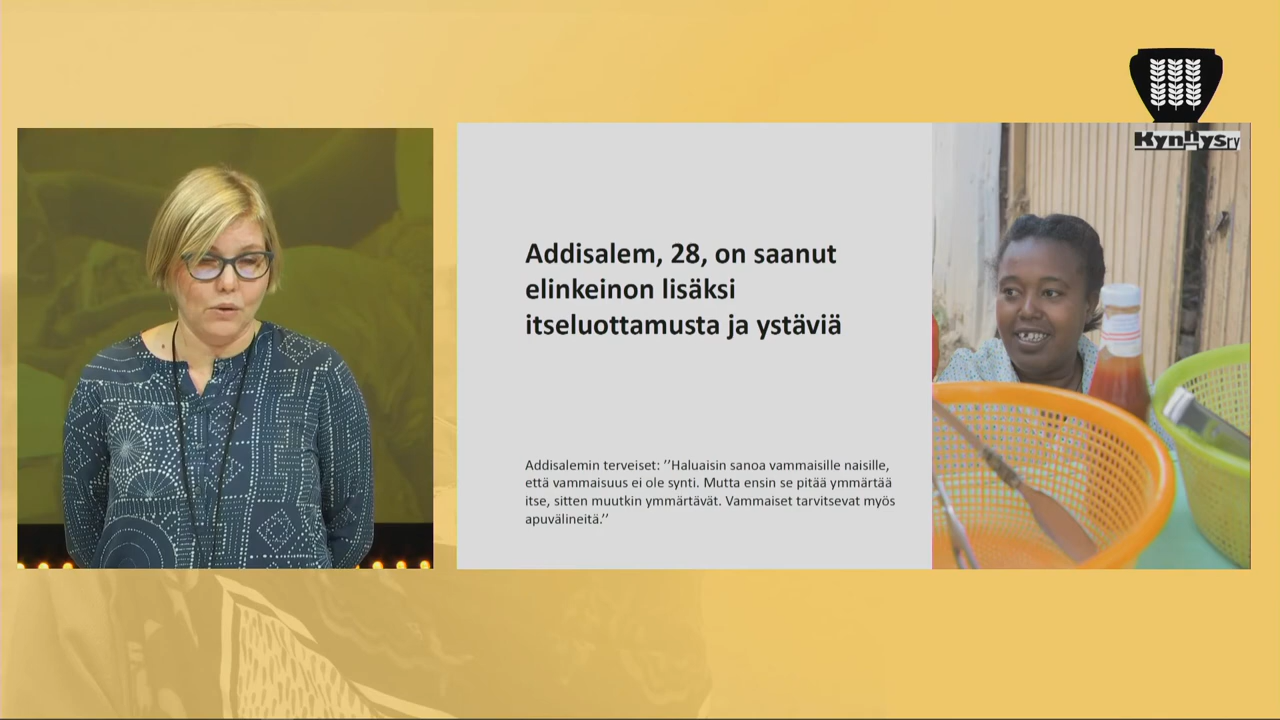 Kynnys ry
Addisalem, 28, on saanut
elinkeinon lisäksi
itseluottamusta ja ystäviä
Addisalemin terveiset: ’’Haluaisin sanoa vammaisille naisille,
että vammaisuus ei ole synti. Mutta ensin se pitää ymmärtää
itse, sitten muutkin ymmärtävät. Vammaiset tarvitsevat myös
apuvälineitä.’’